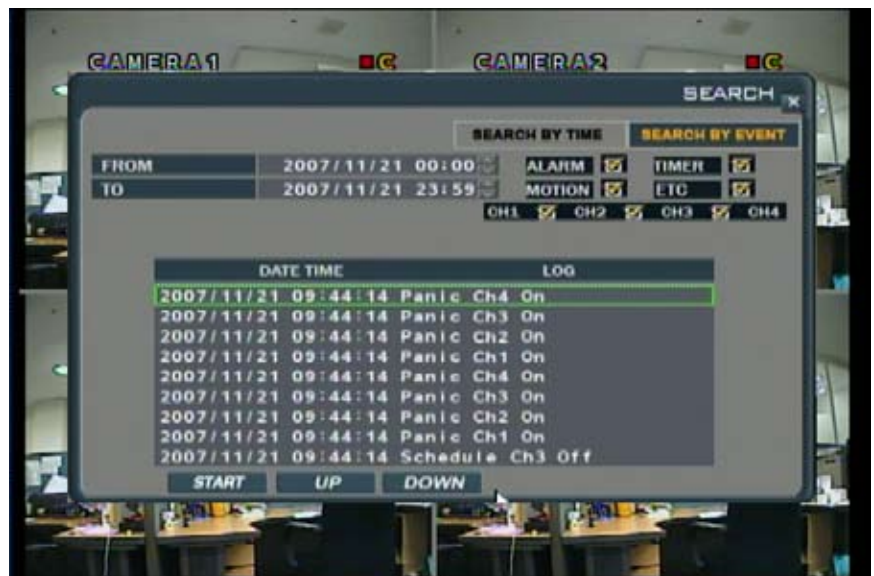 CAMERA1 C CAMERA2 C
SEARCH
SEARCH BY TIME SEARCH BY EVENT
FROM 2007/11/21 00:00 ALARM TIMER
TO 2007/11/21 23:59 MOTION ETC
CH1 CH2 CH3 CH4
DATE TIME LOG
2007/11/21 09:44:14 Panic Ch4 On
2007/11/21 09:44:14 Panic Ch3 On
2007/11/21 09:44:14 Panic Ch2 On
2007/11/21 09:44:14 Panic Ch1 On
2007/11/21 09:44:14 Panic Ch4 On
2007/11/21 09:44:14 Panic Ch3 On
2007/11/21 09:44:14 Panic Ch2 On
2007/11/21 09:44:14 Panic Ch1 On
2007/11/21 09:44:14 Schedule Ch3 Off
START UP DOWN